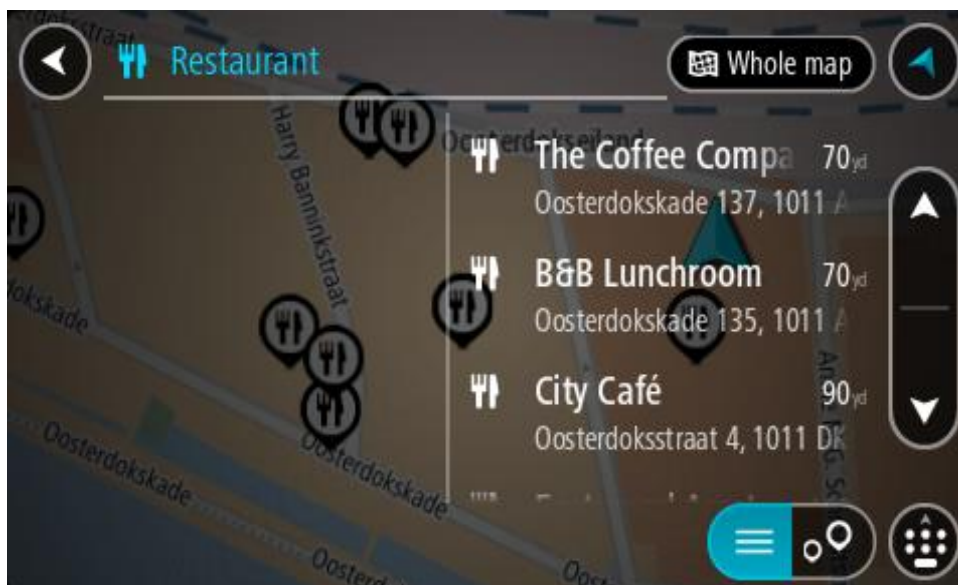 Restaurant
Whole map
Harry Banninkstraat
Oosterdokseiland
The Coffee Compa 70yd
Oosterdokskade 137, 1011 A
B&B Lunchroom 70yd
Oosterdokskade 135, 1011 A
City Café 90yd
Oosterdoksstraat 4, 1011 DK
Oosterdokskade
Oosterdokskade